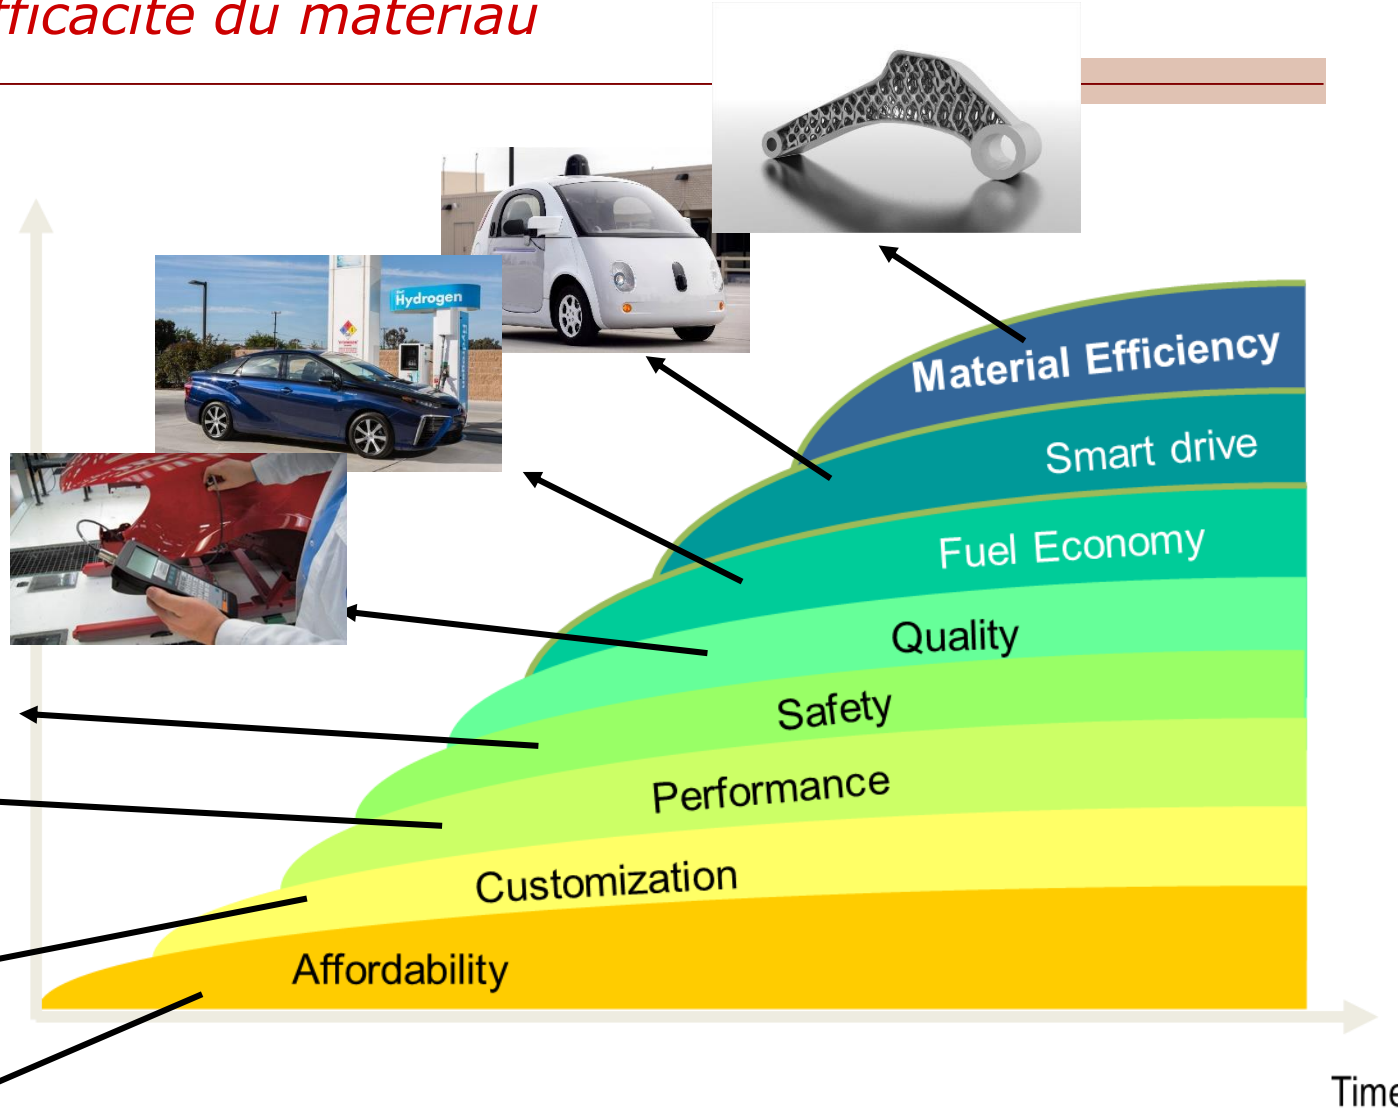 fficacité du matériau
Hydrogen
Material Efficiency
Smart drive
Fuel Economy
Quality
Safety
Performance
Customization
Affordability
Time